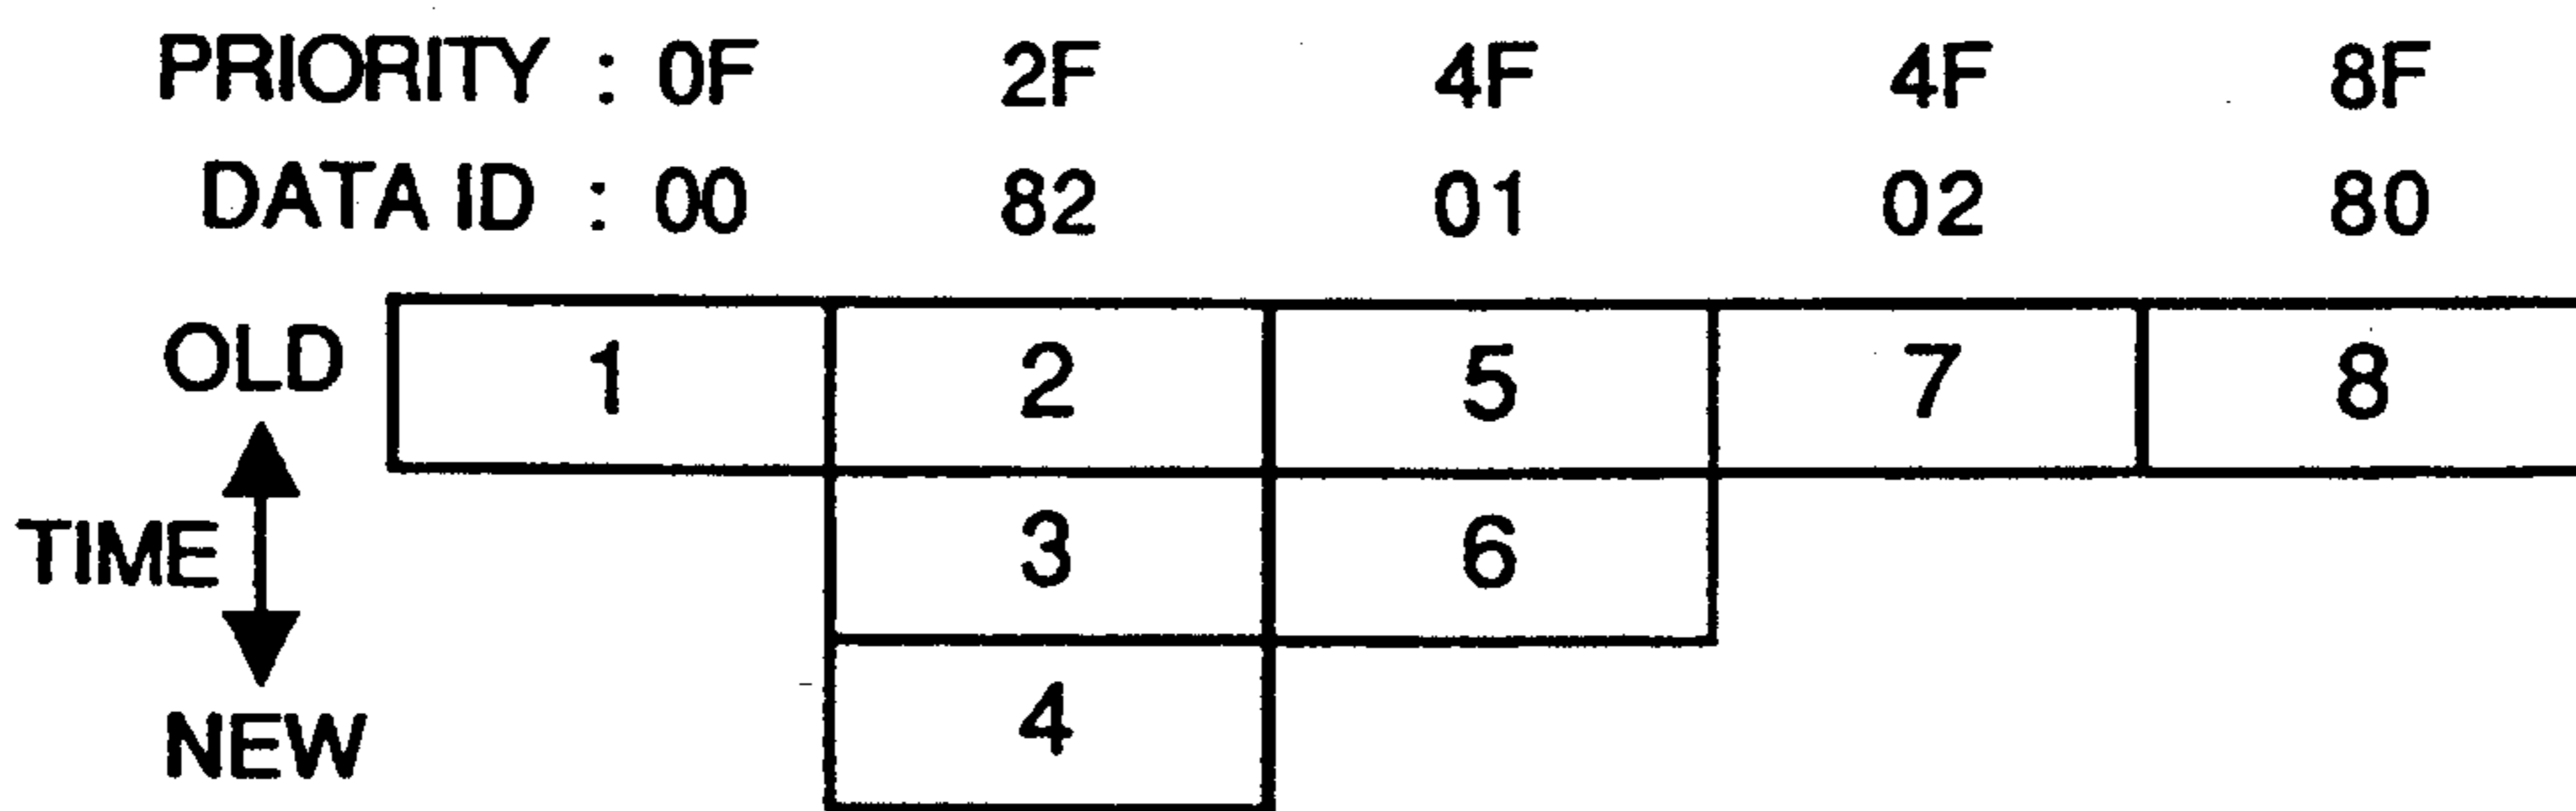 PRIORITY : 0F 2F 4F 4F 8F
DATA ID : 00 82 01 02 80
OLD 1 2 5 7 8
TIME 3 6
4
NEW